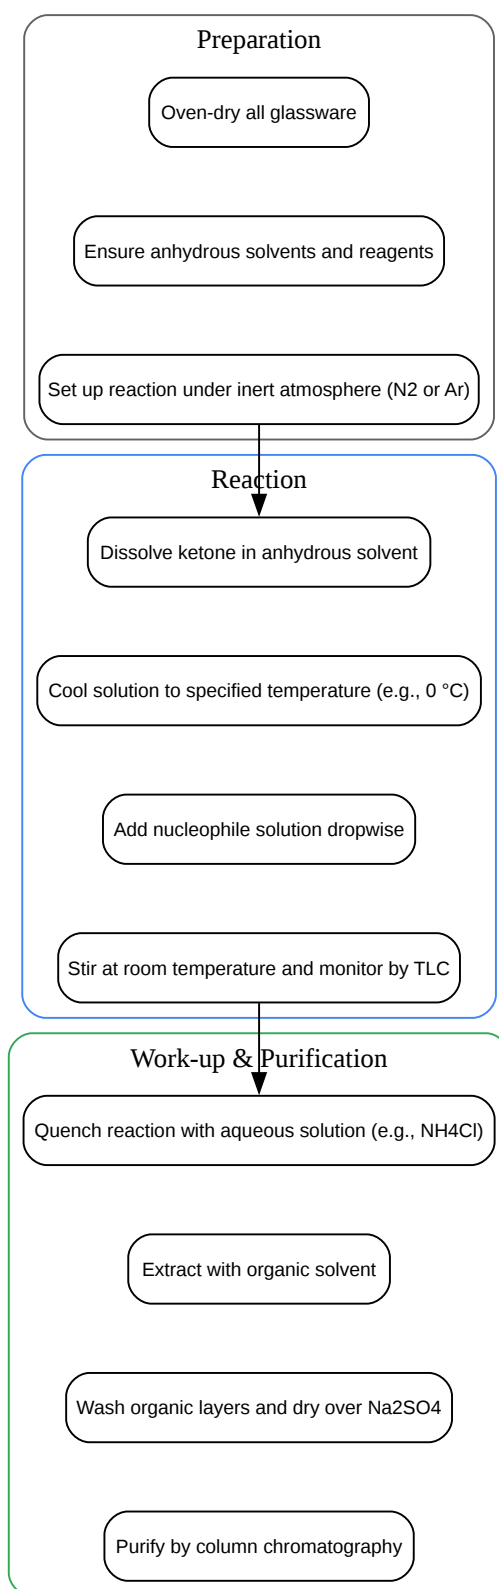 Preparation
Oven-dry all glassware
Ensure anhydrous solvents and reagents
Set up reaction under inert atmosphere (N2 or Ar)
Reaction
Dissolve ketone in anhydrous solvent
Cool solution to specified temperature (e.g., 0 °C)
Add nucleophile solution dropwise
Stir at room temperature and monitor by TLC
Work-up & Purification
Quench reaction with aqueous solution (e.g., NH4Cl)
Extract with organic solvent
Wash organic layers and dry over Na2SO4
Purify by column chromatography